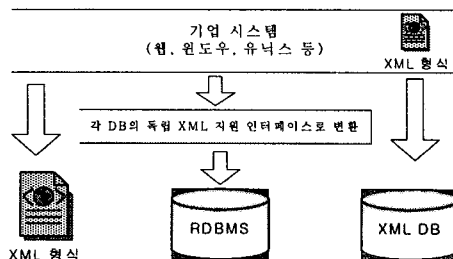 기업 시스템
(웹, 윈도우, 유닉스 등)
XML 형식
각 DB의 독립 XML 지원 인터페이스로 변환
RDBMS
XML DB
XML 형식